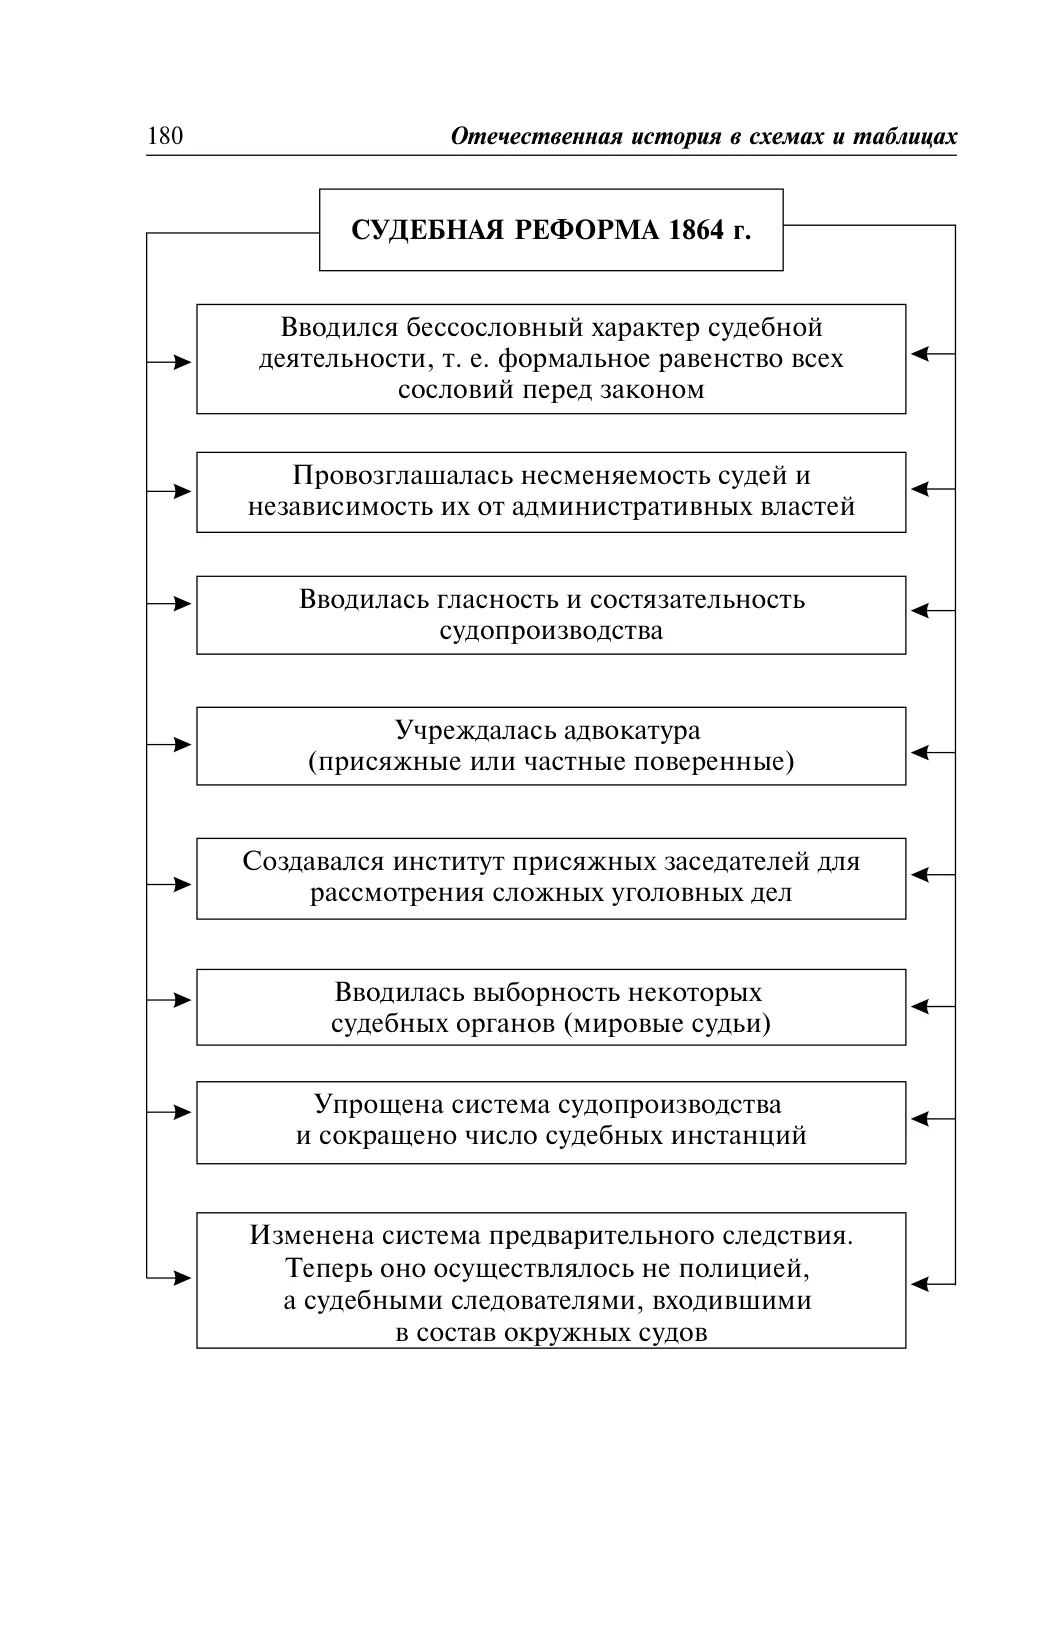 180
Отечественная история в схемах и таблицах
СУДЕБНАЯ РЕФОРМА 1864 г.
Вводился бессословный характер судебной
деятельности, т. е. формальное равенство всех
сословий перед законом
Провозглашалась несменяемость судей и
независимость их от административных властей
Вводилась гласность и состязательность
судопроизводства
Учреждалась адвокатура
(присяжные или частные поверенные)
Создавался институт присяжных заседателей для
рассмотрения сложных уголовных дел
Вводилась выборность некоторых
судебных органов (мировые судьи)
Упрощена система судопроизводства
и сокращено число судебных инстанций
Изменена система предварительного следствия.
Теперь оно осуществлялось не полицией,
а судебными следователями, входившими
в состав окружных судов